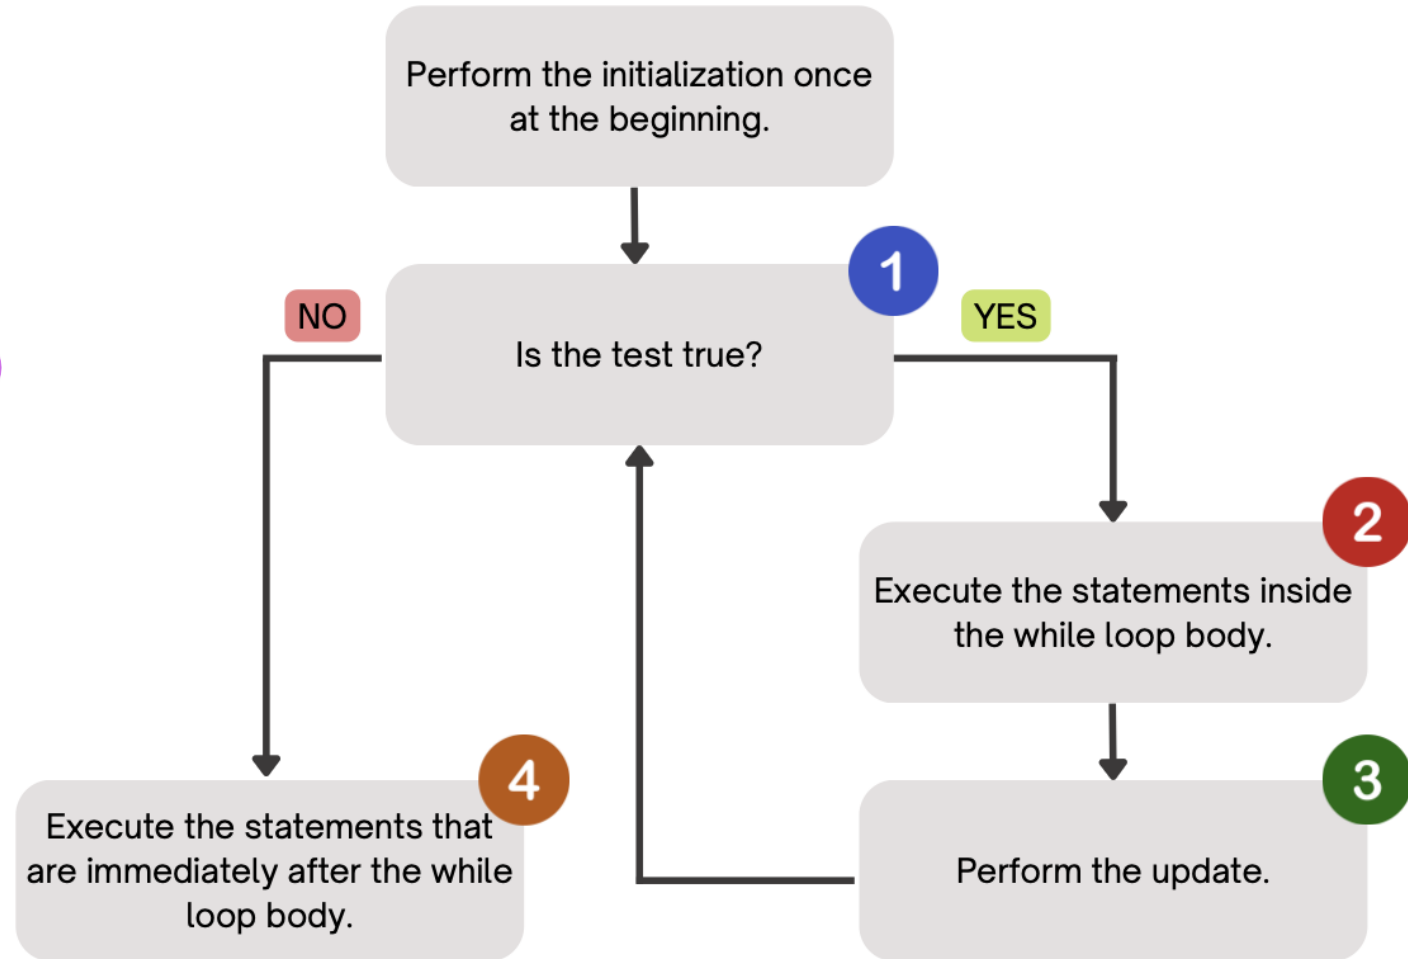 Perform the initialization once
at the beginning.
1
NO
YES
Is the test true?
2
Execute the statements inside
the while loop body.
4
3
Execute the statements that
are immediately after the while
loop body.
Perform the update.